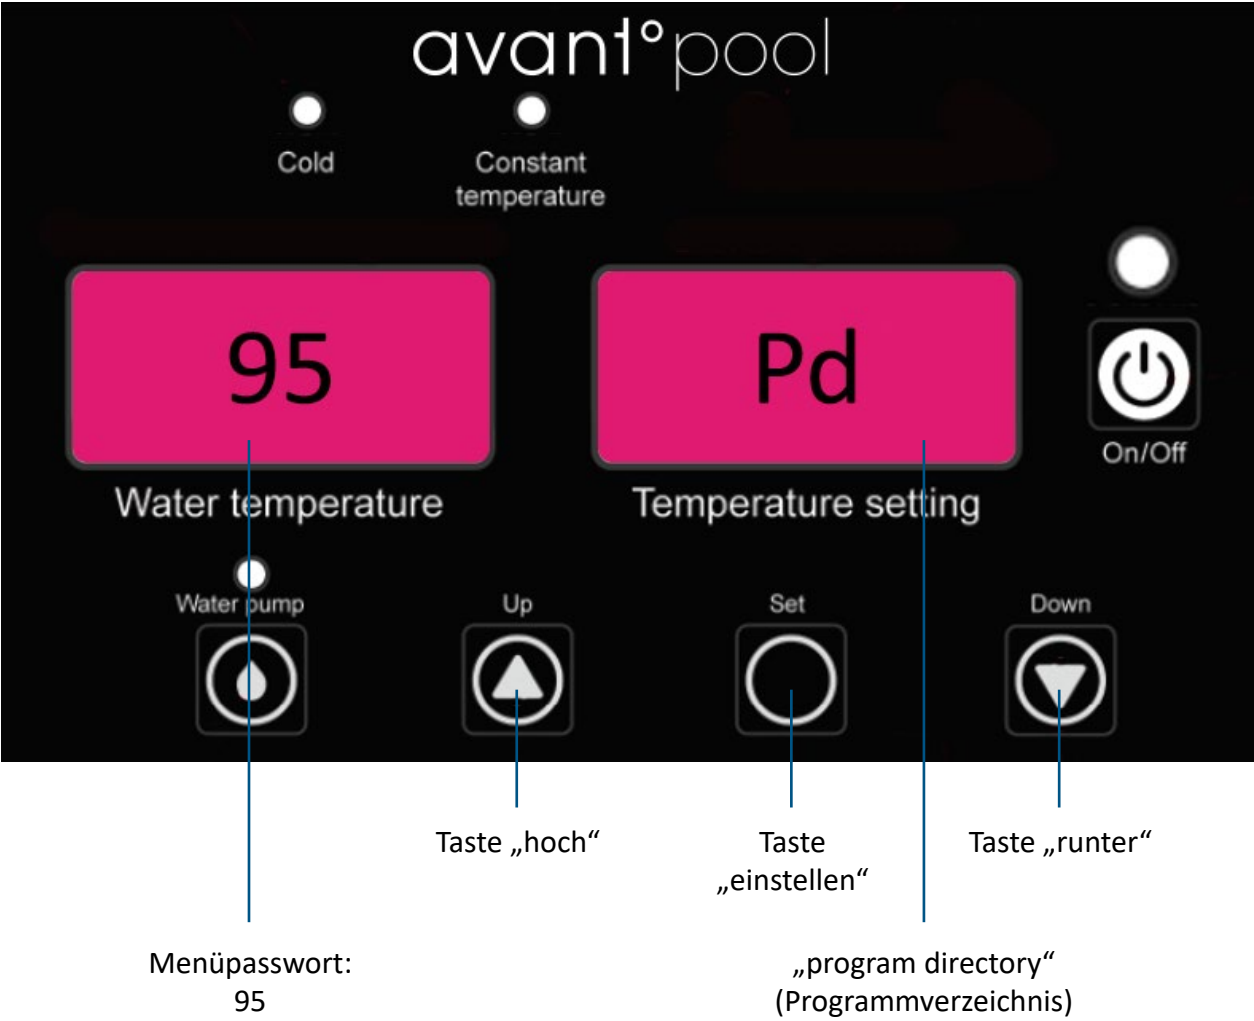 avant°pool
Cold
Constant
temperature
95
Pd
On/Off
Water temperature
Temperature setting
Water pump
Up
Set
Down
Taste „hoch“
Taste
„einstellen“
Taste „runter“
Menüpasswort:
95
„program directory“
(Programmverzeichnis)